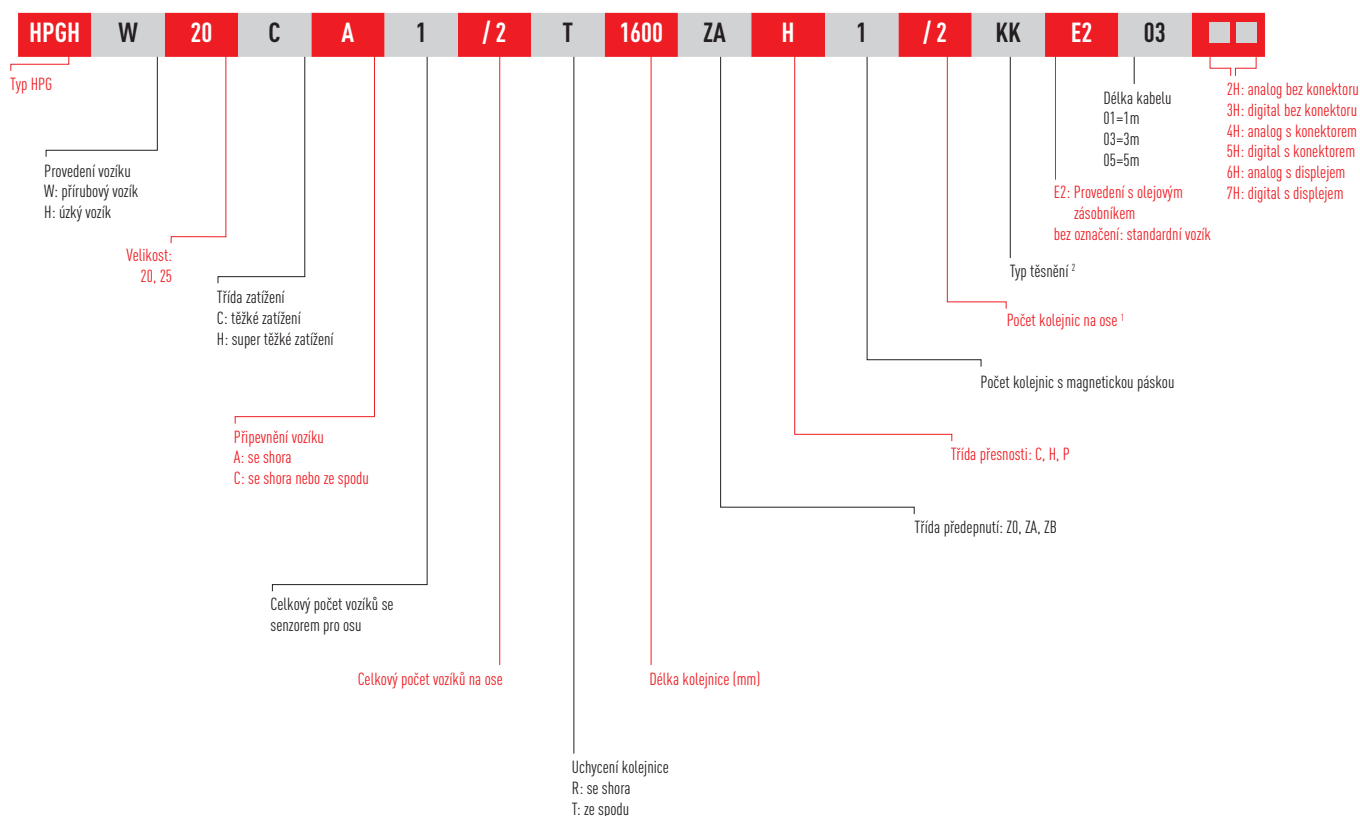 HPGH W 20 C A 1 / 2 T 1600 ZA H 1 / 2 KK E2 03
Typ HPG
Provedení vozíku
W: přírubový vozík
H: úzký vozík
Velikost:
20, 25
Třída zatížení
C: těžké zatížení
H: super těžké zatížení
Připevnění vozíku
A: se shora
C: se shora nebo ze spodu
Celkový počet vozíků se
senzorem pro osu
Celkový počet vozíků na ose
Uchycení kolejnice
R: se shora
T: ze spodu
Délka kolejnice (mm)
Třída předepnutí: Z0, ZA, ZB
Třída přesnosti: C, H, P
Počet kolejnic s magnetickou páskou
Počet kolejnic na ose ¹
Typ těsnění ²
E2: Provedení s olejovým
zásobníkem
bez označení: standardní vozík
Délka kabelu
01=1m
03=3m
05=5m
2H: analog bez konektoru
3H: digital bez konektoru
4H: analog s konektorem
5H: digital s konektorem
6H: analog s displejem
7H: digital s displejem